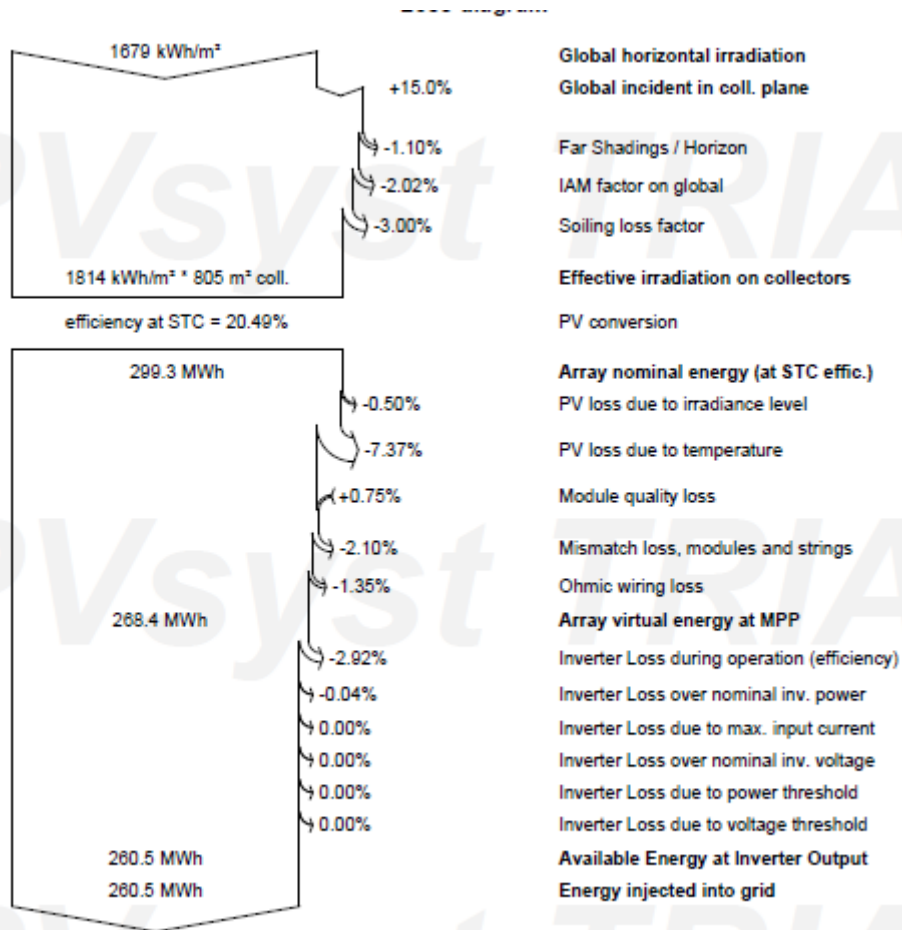 Loss diagram
1679 kWh/m² Global horizontal irradiation
+15.0% Global incident in coll. plane
-1.10% Far Shadings / Horizon
-2.02% IAM factor on global
-3.00% Soiling loss factor
1814 kWh/m² * 805 m² coll. Effective irradiation on collectors
efficiency at STC = 20.49% PV conversion
299.3 MWh Array nominal energy (at STC effic.)
-0.50% PV loss due to irradiance level
-7.37% PV loss due to temperature
+0.75% Module quality loss
-2.10% Mismatch loss, modules and strings
-1.35% Ohmic wiring loss
268.4 MWh Array virtual energy at MPP
-2.92% Inverter Loss during operation (efficiency)
-0.04% Inverter Loss over nominal inv. power
0.00% Inverter Loss due to max. input current
0.00% Inverter Loss over nominal inv. voltage
0.00% Inverter Loss due to power threshold
0.00% Inverter Loss due to voltage threshold
260.5 MWh Available Energy at Inverter Output
260.5 MWh Energy injected into grid
PVsyst TRIA
PVsyst TRIA